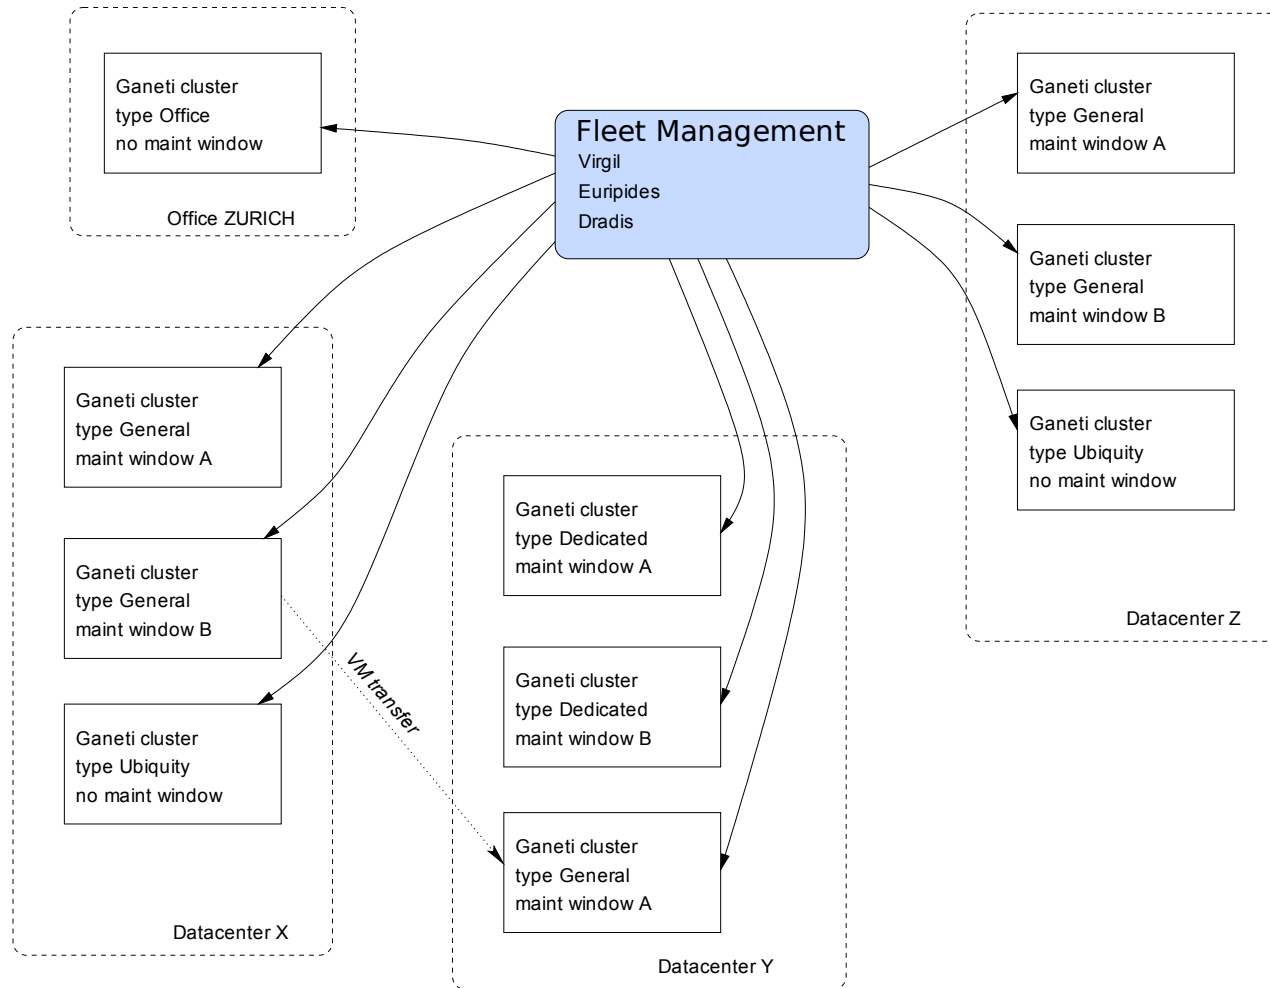 Ganeti cluster
type Office
no maint window
Office ZURICH
Fleet Management
Virgil
Euripides
Dradis
Ganeti cluster
type General
maint window A
Ganeti cluster
type General
maint window B
Ganeti cluster
type Ubiquity
no maint window
Datacenter Z
Ganeti cluster
type General
maint window A
Ganeti cluster
type General
maint window B
Ganeti cluster
type Ubiquity
no maint window
Datacenter X
VM transfer
Ganeti cluster
type Dedicated
maint window A
Ganeti cluster
type Dedicated
maint window B
Ganeti cluster
type General
maint window A
Datacenter Y